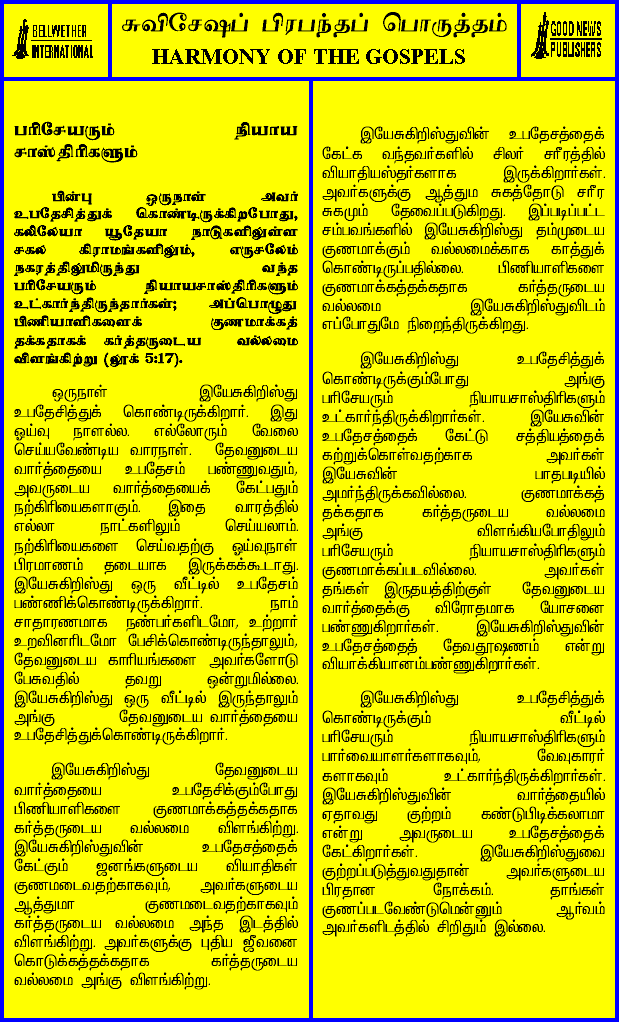 BELLWETHER
INTERNATIONAL
சுவிசேஷப் பிரபந்தப் பொருத்தம்
HARMONY OF THE GOSPELS
GOOD NEWS
PUBLISHERS
பரிசேயரும் நியாய
சாஸ்திரிகளும்
பின்பு ஒருநாள் அவர்
உபதேசித்துக் கொண்டிருக்கிறபோது,
கலிலேயா யூதேயா நாடுகளிலுள்ள
சகல கிராமங்களிலும், எருசலேம்
நகரத்திலுமிருந்து வந்த
பரிசேயரும் நியாயசாஸ்திரிகளும்
உட்கார்ந்திருந்தார்கள்; அப்பொழுது
பிணியாளிகளைக் குணமாக்கத்
தக்கதாகக் கர்த்தருடைய வல்லமை
விளங்கிற்று (லூக் 5:17).
ஒருநாள் இயேசுகிறிஸ்து
உபதேசித்துக் கொண்டிருக்கிறார். இது
ஓய்வு நாளல்ல. எல்லோரும் வேலை
செய்யவேண்டிய வாரநாள். தேவனுடைய
வார்த்தையை உபதேசம் பண்ணுவதும்,
அவருடைய வார்த்தையைக் கேட்பதும்
நற்கிரியைகளாகும். இதை வாரத்தில்
எல்லா நாட்களிலும் செய்யலாம்.
நற்கிரியைகளை செய்வதற்கு ஓய்வுநாள்
பிரமாணம் தடையாக இருக்கக்கூடாது.
இயேசுகிறிஸ்து ஒரு வீட்டில் உபதேசம்
பண்ணிக்கொண்டிருக்கிறார். நாம்
சாதாரணமாக நண்பர்களிடமோ, உற்றார்
உறவினரிடமோ பேசிக்கொண்டிருந்தாலும்,
தேவனுடைய காரியங்களை அவர்களோடு
பேசுவதில் தவறு ஒன்றுமில்லை.
இயேசுகிறிஸ்து ஒரு வீட்டில் இருந்தாலும்
அங்கு தேவனுடைய வார்த்தையை
உபதேசித்துக்கொண்டிருக்கிறார்.
இயேசுகிறிஸ்து தேவனுடைய
வார்த்தையை உபதேசிக்கும்போது
பிணியாளிகளை குணமாக்கத்தக்கதாக
கர்த்தருடைய வல்லமை விளங்கிற்று.
இயேசுகிறிஸ்துவின் உபதேசத்தைக்
கேட்கும் ஜனங்களுடைய வியாதிகள்
குணமடைவதற்காகவும், அவர்களுடைய
ஆத்துமா குணமடைவதற்காகவும்
கர்த்தருடைய வல்லமை அந்த இடத்தில்
விளங்கிற்று. அவர்களுக்கு புதிய ஜீவனை
கொடுக்கத்தக்கதாக கர்த்தருடைய
வல்லமை அங்கு விளங்கிற்று.
இயேசுகிறிஸ்துவின் உபதேசத்தைக்
கேட்க வந்தவர்களில் சிலர் சரீரத்தில்
வியாதியஸ்தர்களாக இருக்கிறார்கள்.
அவர்களுக்கு ஆத்தும சுகத்தோடு சரீர
சுகமும் தேவைப்படுகிறது. இப்படிப்பட்ட
சம்பவங்களில் இயேசுகிறிஸ்து தம்முடைய
குணமாக்கும் வல்லமைக்காக காத்துக்
கொண்டிருப்பதில்லை. பிணியாளிகளை
குணமாக்கத்தக்கதாக கர்த்தருடைய
வல்லமை இயேசுகிறிஸ்துவிடம்
எப்போதுமே நிறைந்திருக்கிறது.
இயேசுகிறிஸ்து உபதேசித்துக்
கொண்டிருக்கும்போது அங்கு
பரிசேயரும் நியாயசாஸ்திரிகளும்
உட்கார்ந்திருக்கிறார்கள். இயேசுவின்
உபதேசத்தைக் கேட்டு சத்தியத்தைக்
கற்றுக்கொள்வதற்காக அவர்கள்
இயேசுவின் பாதபடியில்
அமர்ந்திருக்கவில்லை. குணமாக்கத்
தக்கதாக கர்த்தருடைய வல்லமை
அங்கு விளங்கியபோதிலும்
பரிசேயரும் நியாயசாஸ்திரிகளும்
குணமாக்கப்படவில்லை. அவர்கள்
தங்கள் இருதயத்திற்குள் தேவனுடைய
வார்த்தைக்கு விரோதமாக யோசனை
பண்ணுகிறார்கள். இயேசுகிறிஸ்துவின்
உபதேசத்தைத் தேவதூஷணம் என்று
வியாக்கியானம்பண்ணுகிறார்கள்.
இயேசுகிறிஸ்து உபதேசித்துக்
கொண்டிருக்கும் வீட்டில்
பரிசேயரும் நியாயசாஸ்திரிகளும்
பார்வையாளர்களாகவும், வேவுகாரர்
களாகவும் உட்கார்ந்திருக்கிறார்கள்.
இயேசுகிறிஸ்துவின் வார்த்தையில்
ஏதாவது குற்றம் கண்டுபிடிக்கலாமா
என்று அவருடைய உபதேசத்தைக்
கேட்கிறார்கள். இயேசுகிறிஸ்துவை
குற்றப்படுத்துவதுதான் அவர்களுடைய
பிரதான நோக்கம். தாங்கள்
குணப்படவேண்டுமென்னும் ஆர்வம்
அவர்களிடத்தில் சிறிதும் இல்லை.